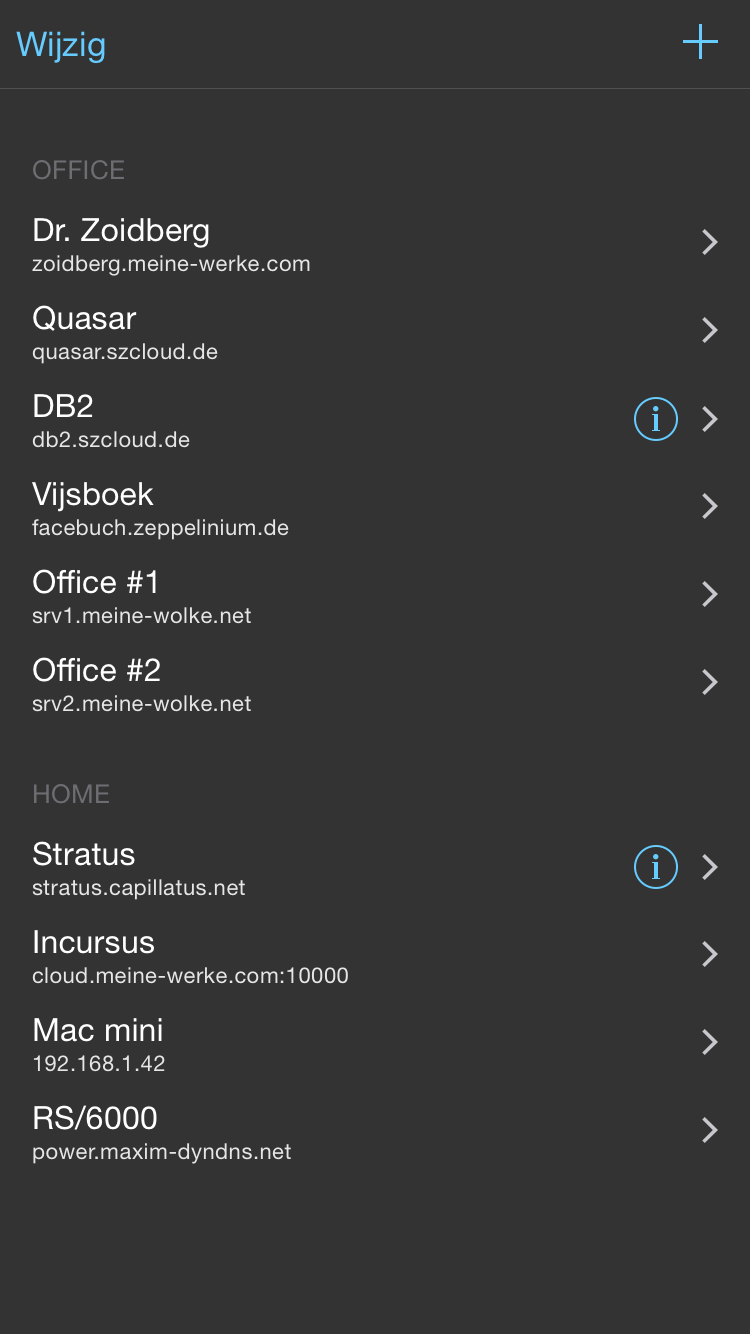 Wijzig
OFFICE
Dr. Zoidberg
zoidberg.meine-werke.com
Quasar
quasar.szcloud.de
DB2
db2.szcloud.de
Vijsboek
facebuch.zeppelinium.de
Office #1
srv1.meine-wolke.net
Office #2
srv2.meine-wolke.net
HOME
Stratus
stratus.capillatus.net
Incursus
cloud.meine-werke.com:10000
Mac mini
192.168.1.42
RS/6000
power.maxim-dyndns.net